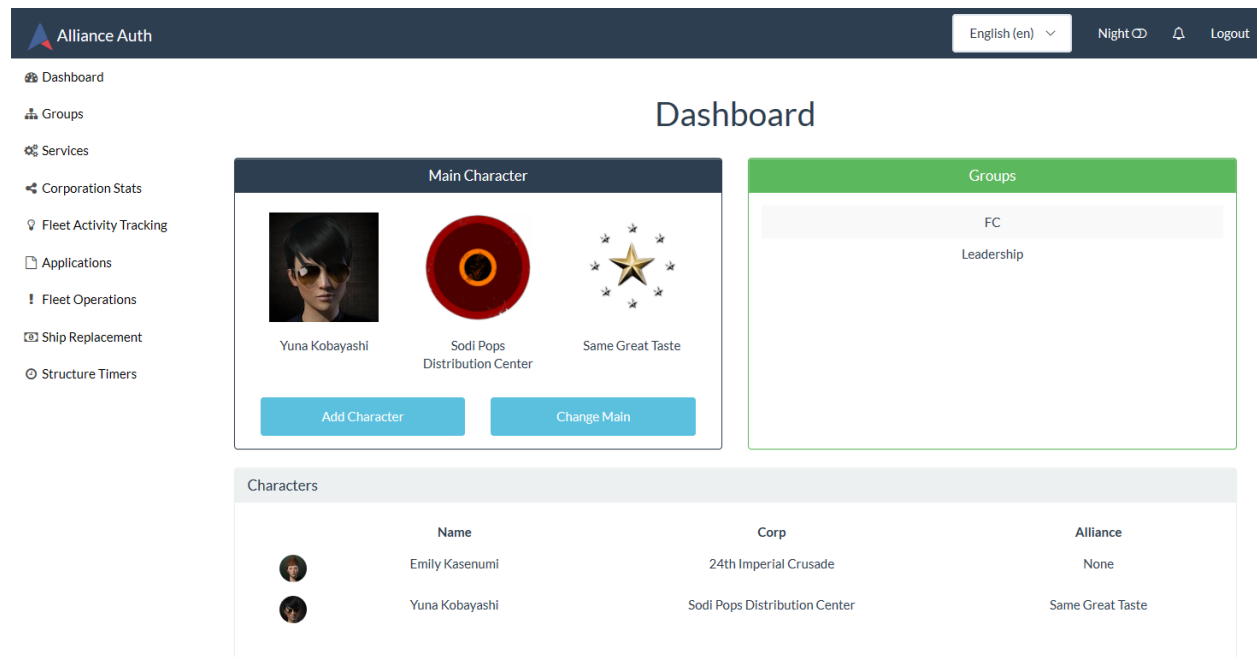 Alliance Auth
English (en)
Night
Logout
Dashboard
Groups
Services
Corporation Stats
Fleet Activity Tracking
Applications
Fleet Operations
Ship Replacement
Structure Timers
Dashboard
Main Character
Yuna Kobayashi
Sodi Pops
Distribution Center
Same Great Taste
Add Character
Change Main
Groups
FC
Leadership
Characters
Name Corp Alliance
Emily Kasenumi 24th Imperial Crusade None
Yuna Kobayashi Sodi Pops Distribution Center Same Great Taste